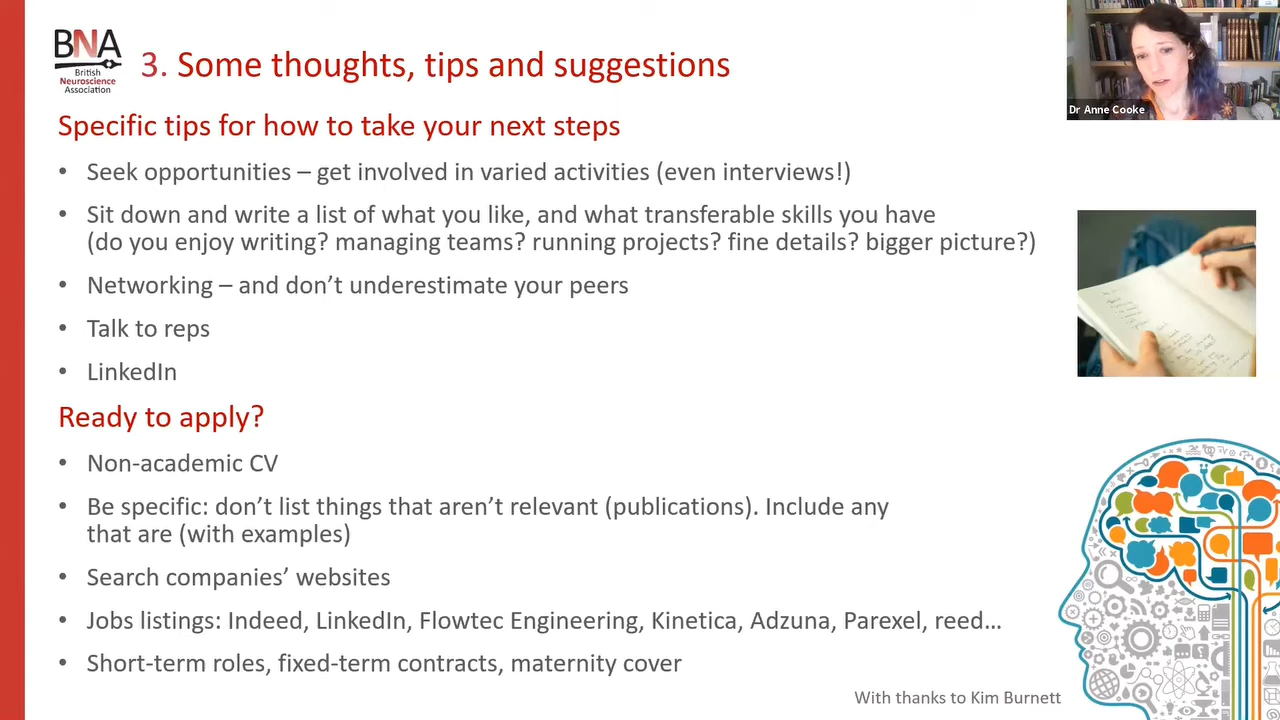 BNA
British
Neuroscience
Association
3. Some thoughts, tips and suggestions
Dr Anne Cooke
Specific tips for how to take your next steps
• Seek opportunities – get involved in varied activities (even interviews!)
• Sit down and write a list of what you like, and what transferable skills you have
(do you enjoy writing? managing teams? running projects? fine details? bigger picture?)
• Networking – and don’t underestimate your peers
• Talk to reps
• LinkedIn
Ready to apply?
• Non-academic CV
• Be specific: don’t list things that aren’t relevant (publications). Include any
that are (with examples)
• Search companies’ websites
• Jobs listings: Indeed, LinkedIn, Flowtec Engineering, Kinetica, Adzuna, Parexel, reed…
• Short-term roles, fixed-term contracts, maternity cover
With thanks to Kim Burnett